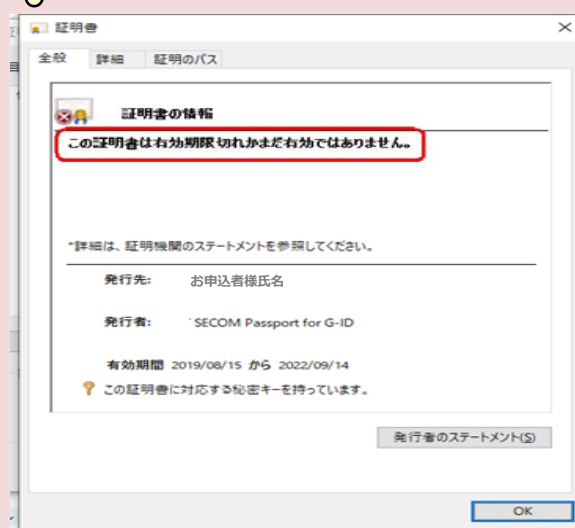 証明書
全般 詳細 証明のパス
証明書の情報
この証明書は有効期限切れかまだ有効ではありません。
*詳細は、証明機関のステートメントを参照してください。
発行先: お申込者様氏名
発行者: `SECOM Passport for G-ID
有効期間 2019/08/15 から 2022/09/14
この証明書に対応する秘密キーを持っています。
発行者のステートメント(S)
OK